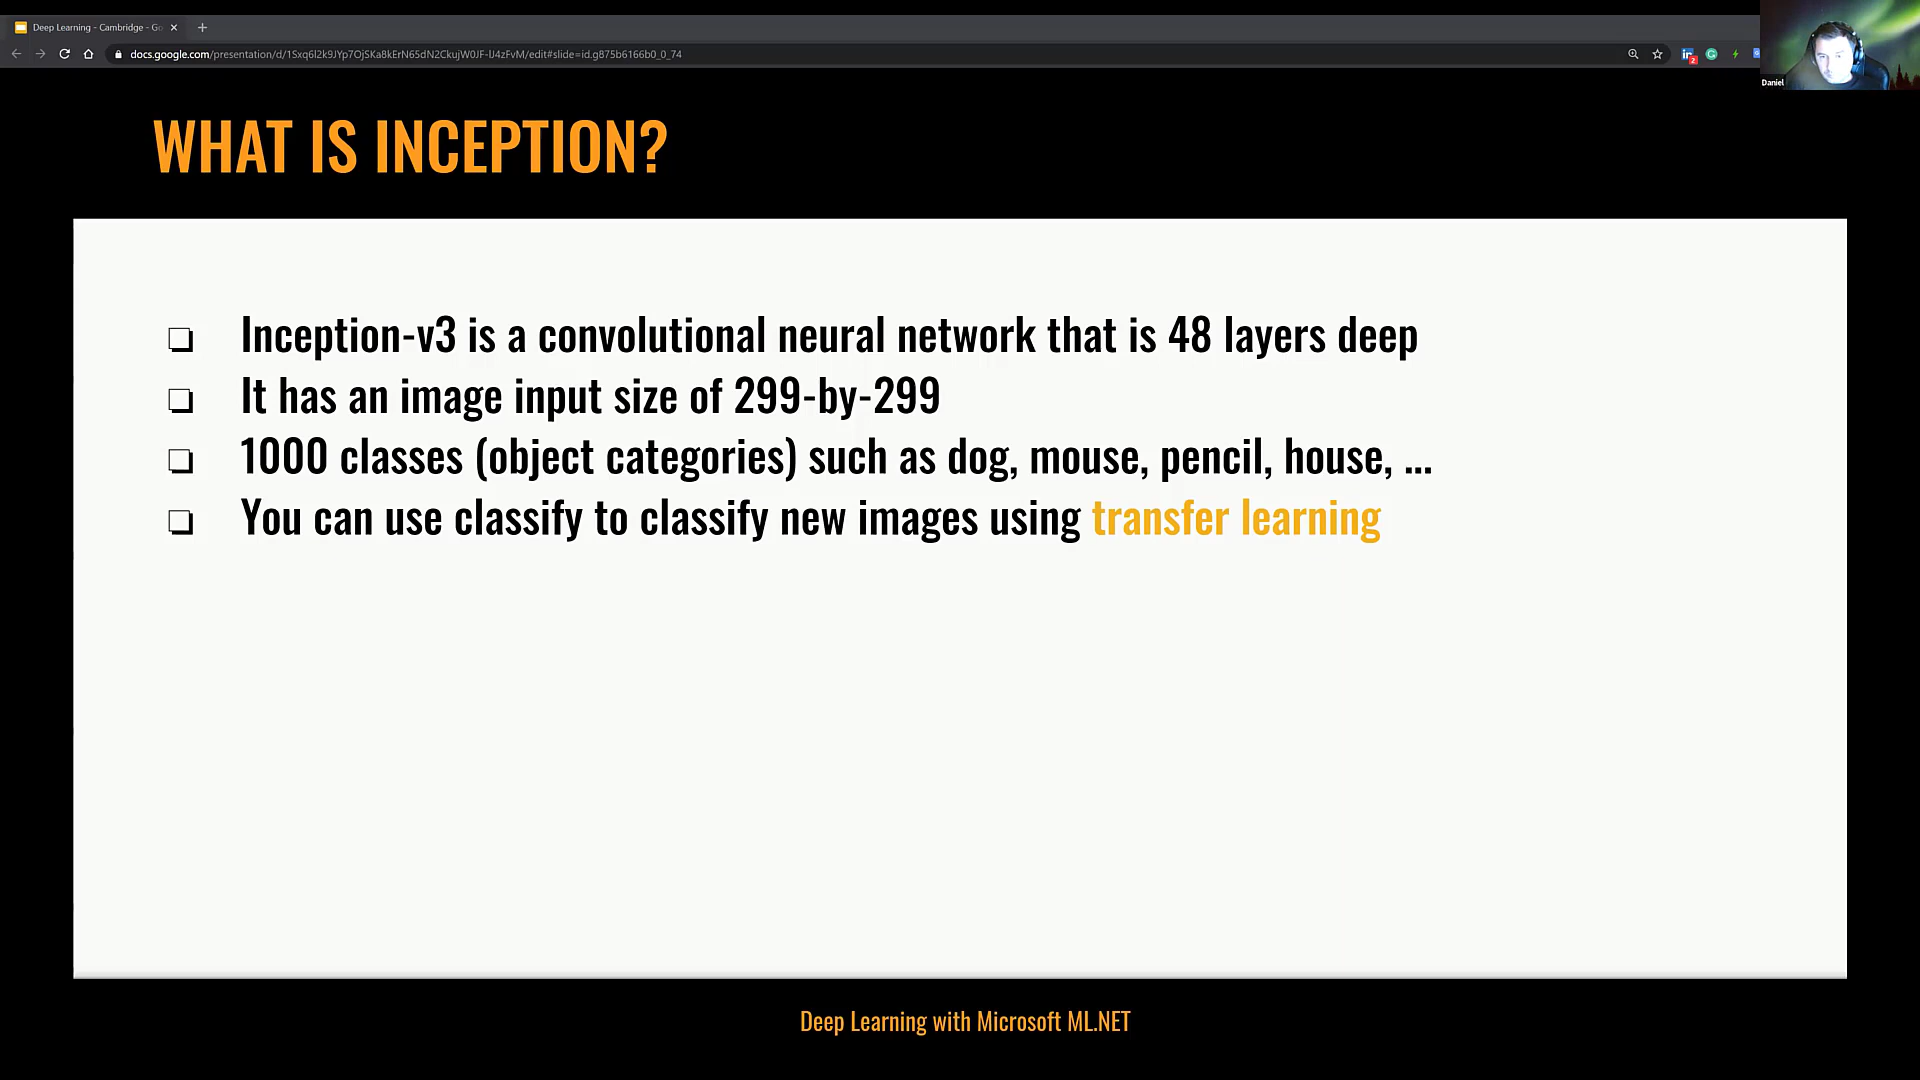 Deep Learning - Cambridge - Go
docs.google.com/presentation/d/1Sxq6l2k9JYp7OjSKa8kErN65dN2CkujW0JF-lJ4zFvM/edit#slide=id.g875b6166b0_0_74
2
Daniel
WHAT IS INCEPTION?
Inception-v3 is a convolutional neural network that is 48 layers deep
It has an image input size of 299-by-299
1000 classes (object categories) such as dog, mouse, pencil, house, ...
You can use classify to classify new images using transfer learning
Deep Learning with Microsoft ML.NET